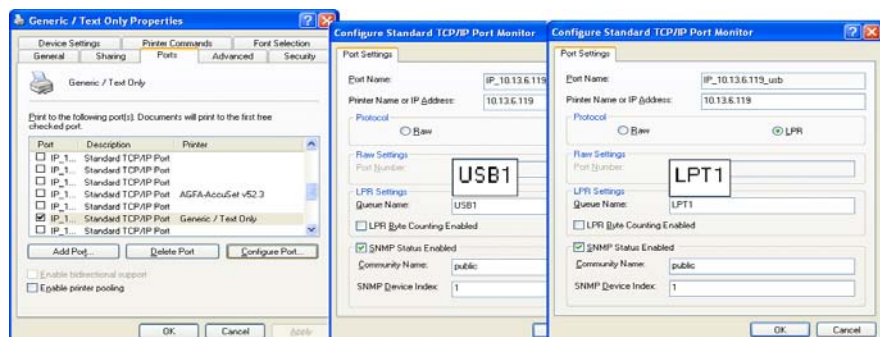 Generic / Text Only Properties
Device Settings Printer Commands Font Selection
General Sharing Ports Advanced Security
Generic / Text Only
Print to the following port(s). Documents will print to the first free
checked port.
Port Description Printer
IP_1... Standard TCP/IP Port
IP_1... Standard TCP/IP Port
IP_1... Standard TCP/IP Port
IP_1... Standard TCP/IP Port AGFA-AccuSet v52.3
IP_1... Standard TCP/IP Port
IP_1... Standard TCP/IP Port Generic / Text Only
IP_1... Standard TCP/IP Port
Add Port... Delete Port Configure Port...
Enable bidirectional support
Enable printer pooling
OK Cancel Apply
Configure Standard TCP/IP Port Monitor
Port Settings
Port Name: IP_10.13.6.119
Printer Name or IP Address: 10.13.6.119
Protocol
Raw
Raw Settings
Port Number:
USB1
LPR Settings
Queue Name: USB1
LPR Byte Counting Enabled
SNMP Status Enabled
Community Name: public
SNMP Device Index: 1
Configure Standard TCP/IP Port Monitor
Port Settings
Port Name: IP_10.13.6.119_usb
Printer Name or IP Address: 10.13.6.119
Protocol
Raw LPR
Raw Settings
Port Number:
LPT1
LPR Settings
Queue Name: LPT1
LPR Byte Counting Enabled
SNMP Status Enabled
Community Name: public
SNMP Device Index: 1
OK Cancel